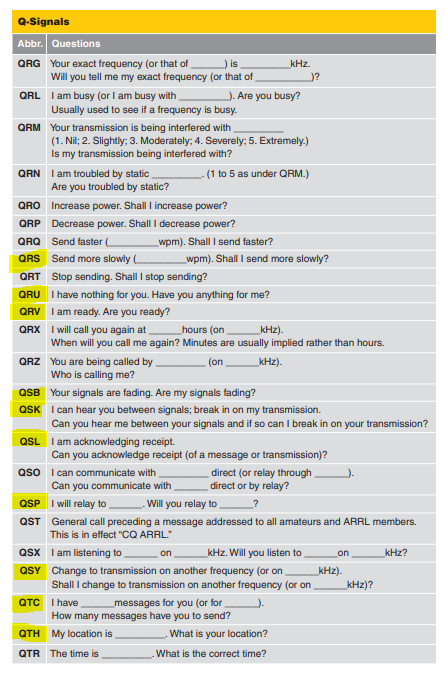 Q-Signals
Abbr. Questions
QRG Your exact frequency (or that of ______) is _________kHz.
Will you tell me my exact frequency (or that of __________)?
QRL I am busy (or I am busy with _________). Are you busy?
Usually used to see if a frequency is busy.
QRM Your transmission is being interfered with _________
(1. Nil; 2. Slightly; 3. Moderately; 4. Severely; 5. Extremely.)
Is my transmission being interfered with?
QRN I am troubled by static _________. (1 to 5 as under QRM.)
Are you troubled by static?
QRO Increase power. Shall I increase power?
QRP Decrease power. Shall I decrease power?
QRQ Send faster (_________wpm). Shall I send faster?
QRS Send more slowly (_________wpm). Shall I send more slowly?
QRT Stop sending. Shall I stop sending?
QRU I have nothing for you. Have you anything for me?
QRV I am ready. Are you ready?
QRX I will call you again at ______hours (on ______kHz).
When will you call me again? Minutes are usually implied rather than hours.
QRZ You are being called by _________ (on ______kHz).
Who is calling me?
QSB Your signals are fading. Are my signals fading?
QSK I can hear you between signals; break in on my transmission.
Can you hear me between your signals and if so can I break in on your transmission?
QSL I am acknowledging receipt.
Can you acknowledge receipt (of a message or transmission)?
QSO I can communicate with _________ direct (or relay through ______).
Can you communicate with ______ direct or by relay?
QSP I will relay to ______. Will you relay to ______?
QST General call preceding a message addressed to all amateurs and ARRL members.
This is in effect “CQ ARRL.”
QSX I am listening to ______ on ______kHz. Will you listen to ______on ______kHz?
QSY Change to transmission on another frequency (or on ______kHz).
Shall I change to transmission on another frequency (or on ______kHz)?
QTC I have ______messages for you (or for ______).
How many messages have you to send?
QTH My location is _________. What is your location?
QTR The time is _________. What is the correct time?